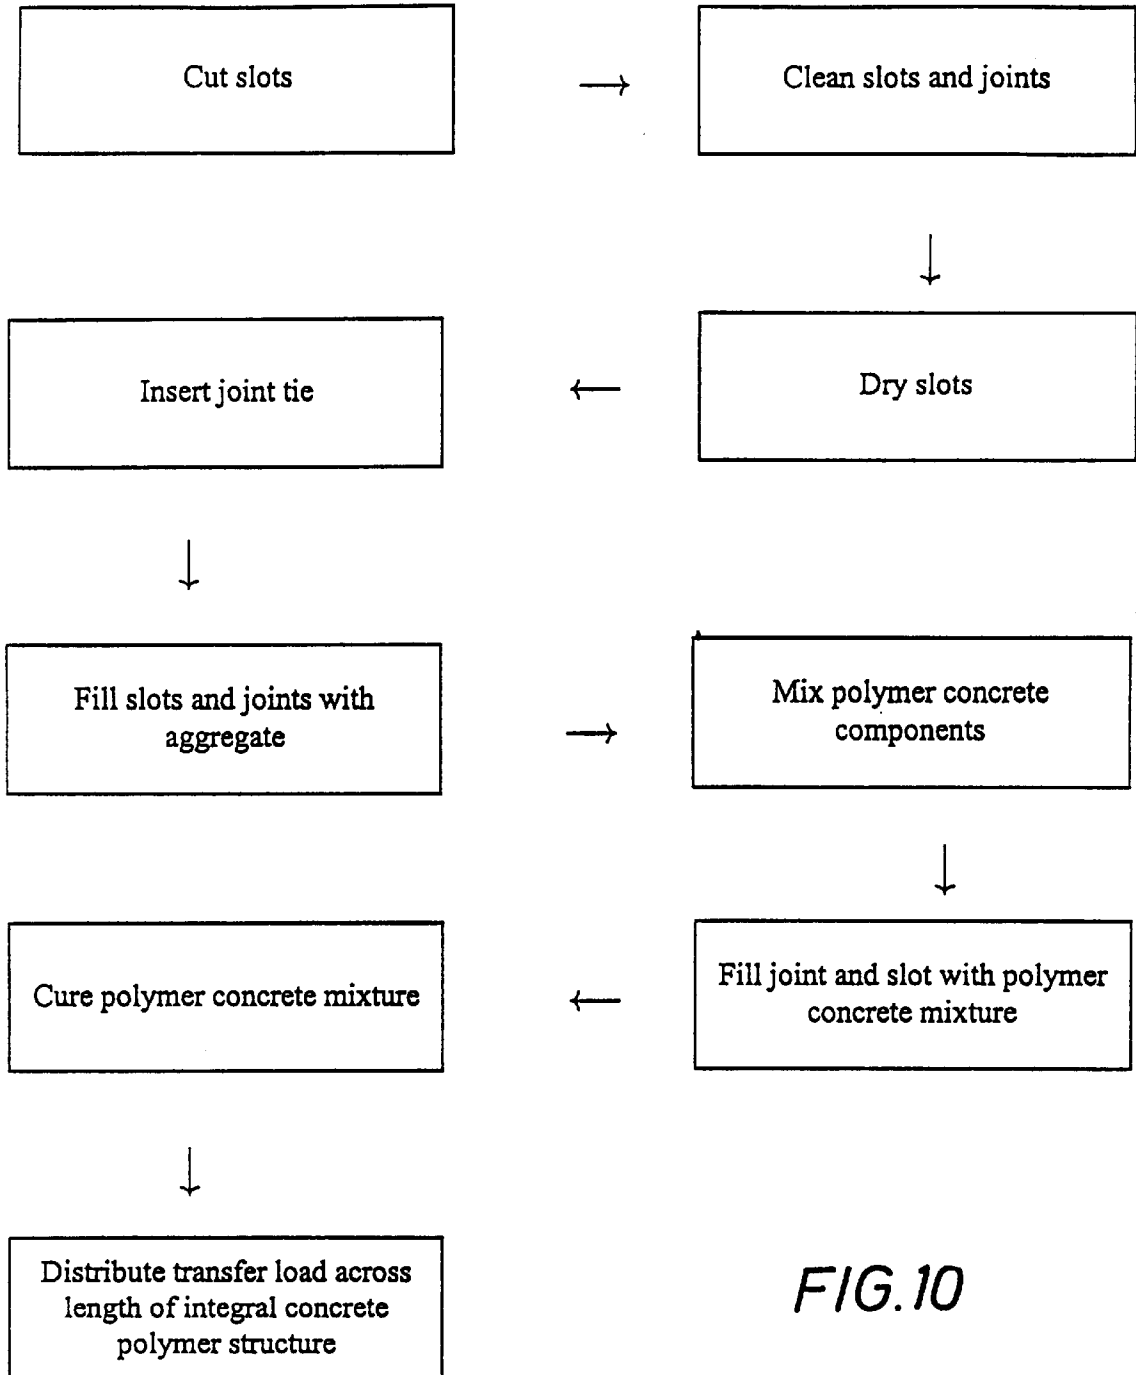 Cut slots
Clean slots and joints
Dry slots
Insert joint tie
Fill slots and joints with
aggregate
Mix polymer concrete
components
Fill joint and slot with polymer
concrete mixture
Cure polymer concrete mixture
Distribute transfer load across
length of integral concrete
polymer structure
FIG.10